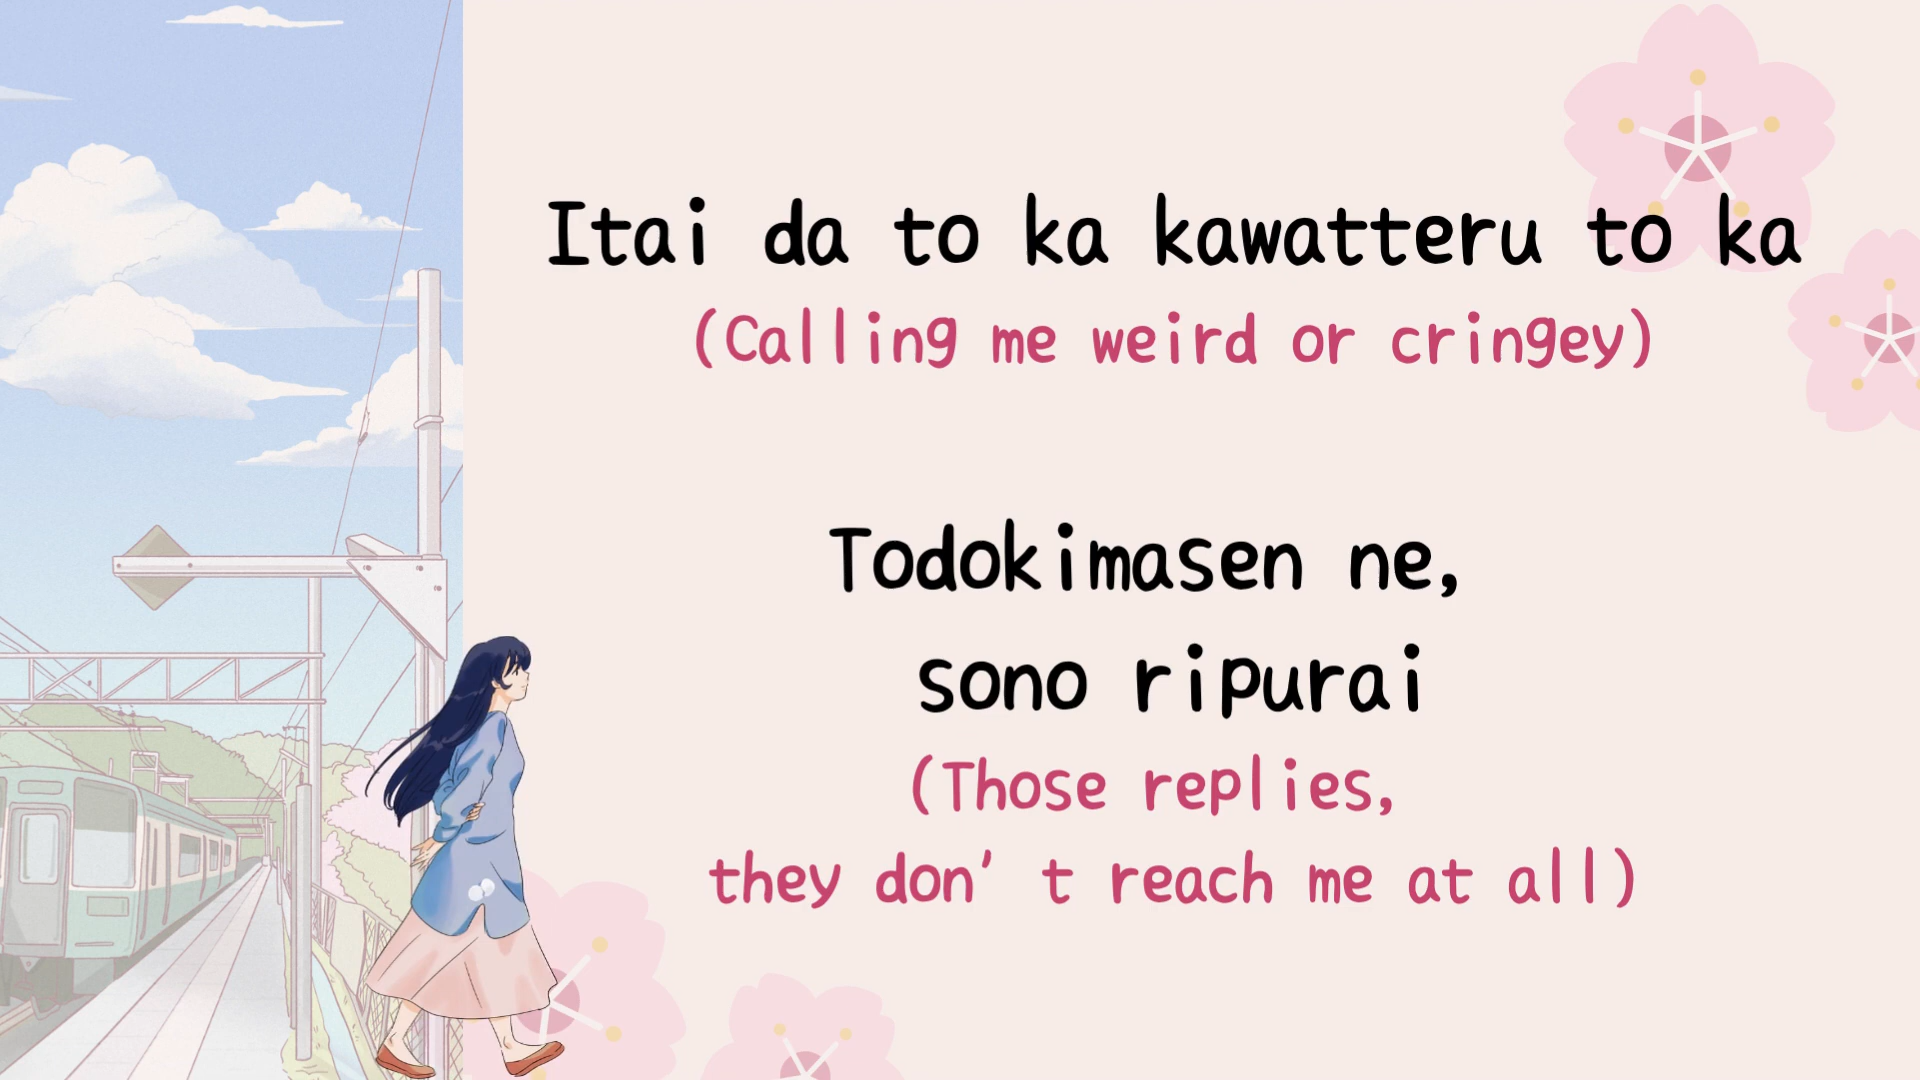 Itai da to ka kawatteru to ka
(Calling me weird or cringey)
Todokimasen ne,
sono ripurai
(Those replies,
they don’t reach me at all)